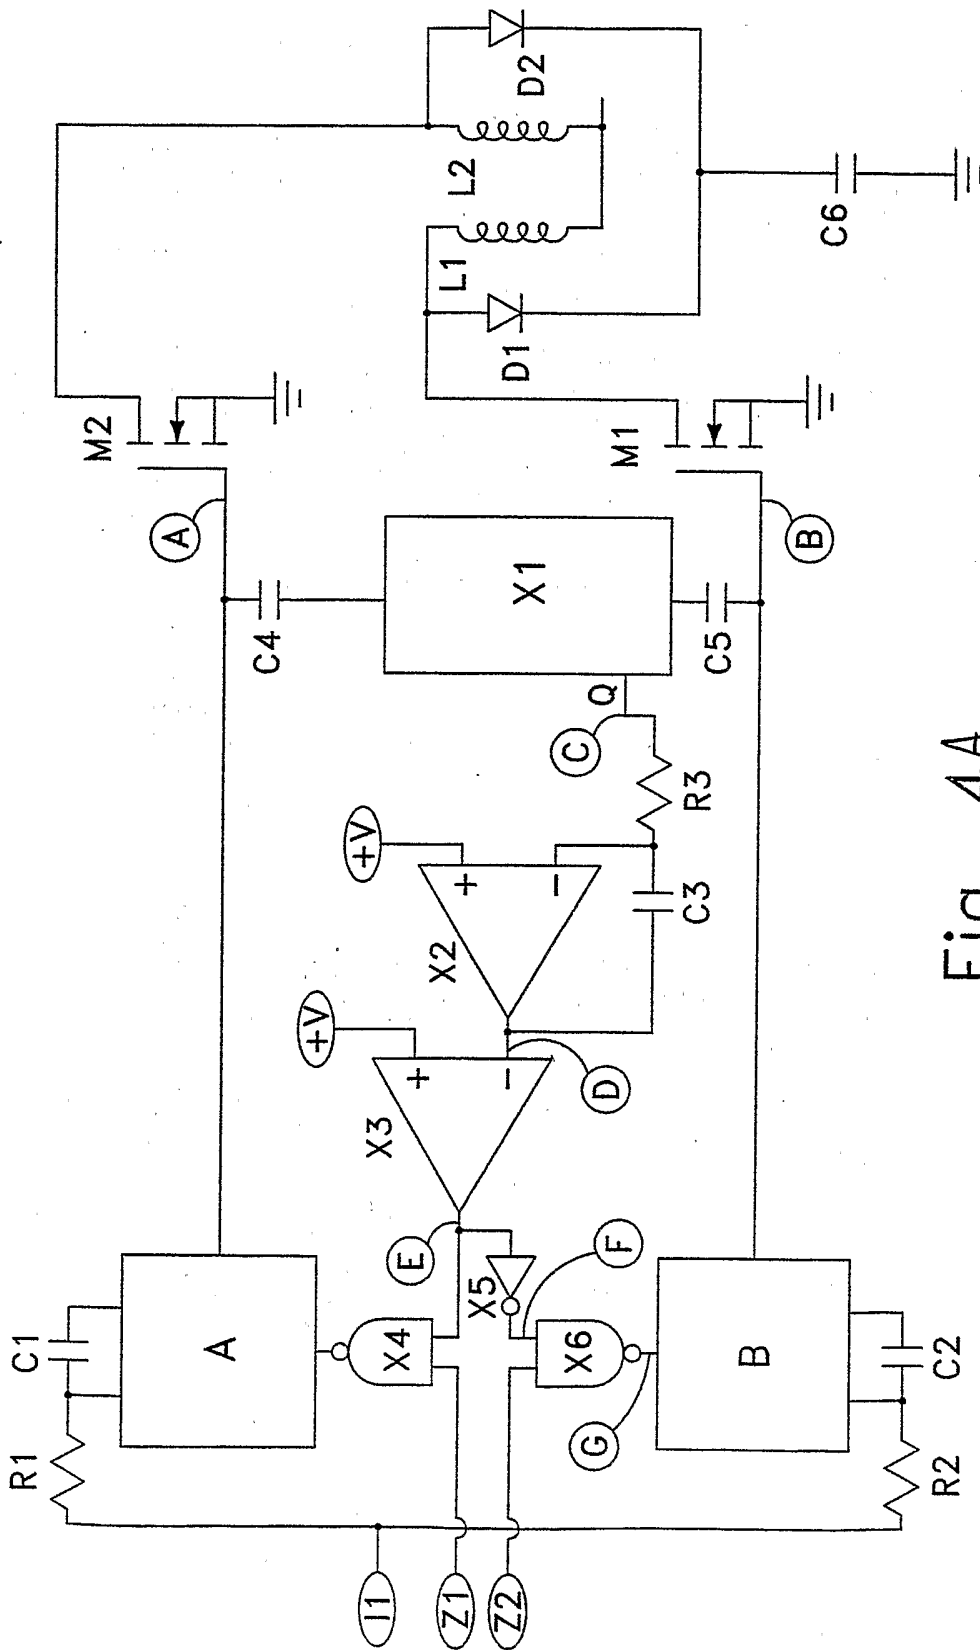 D2
L2
L1
D1
C6
M2
M1
A
B
X1
C4
C5
Q
C
R3
+V
+
−
X2
C3
+V
+
−
X3
D
E
X5
F
C1
A
X4
X6
B
C2
G
R1
R2
I1
Z1
Z2
Fig. 4A